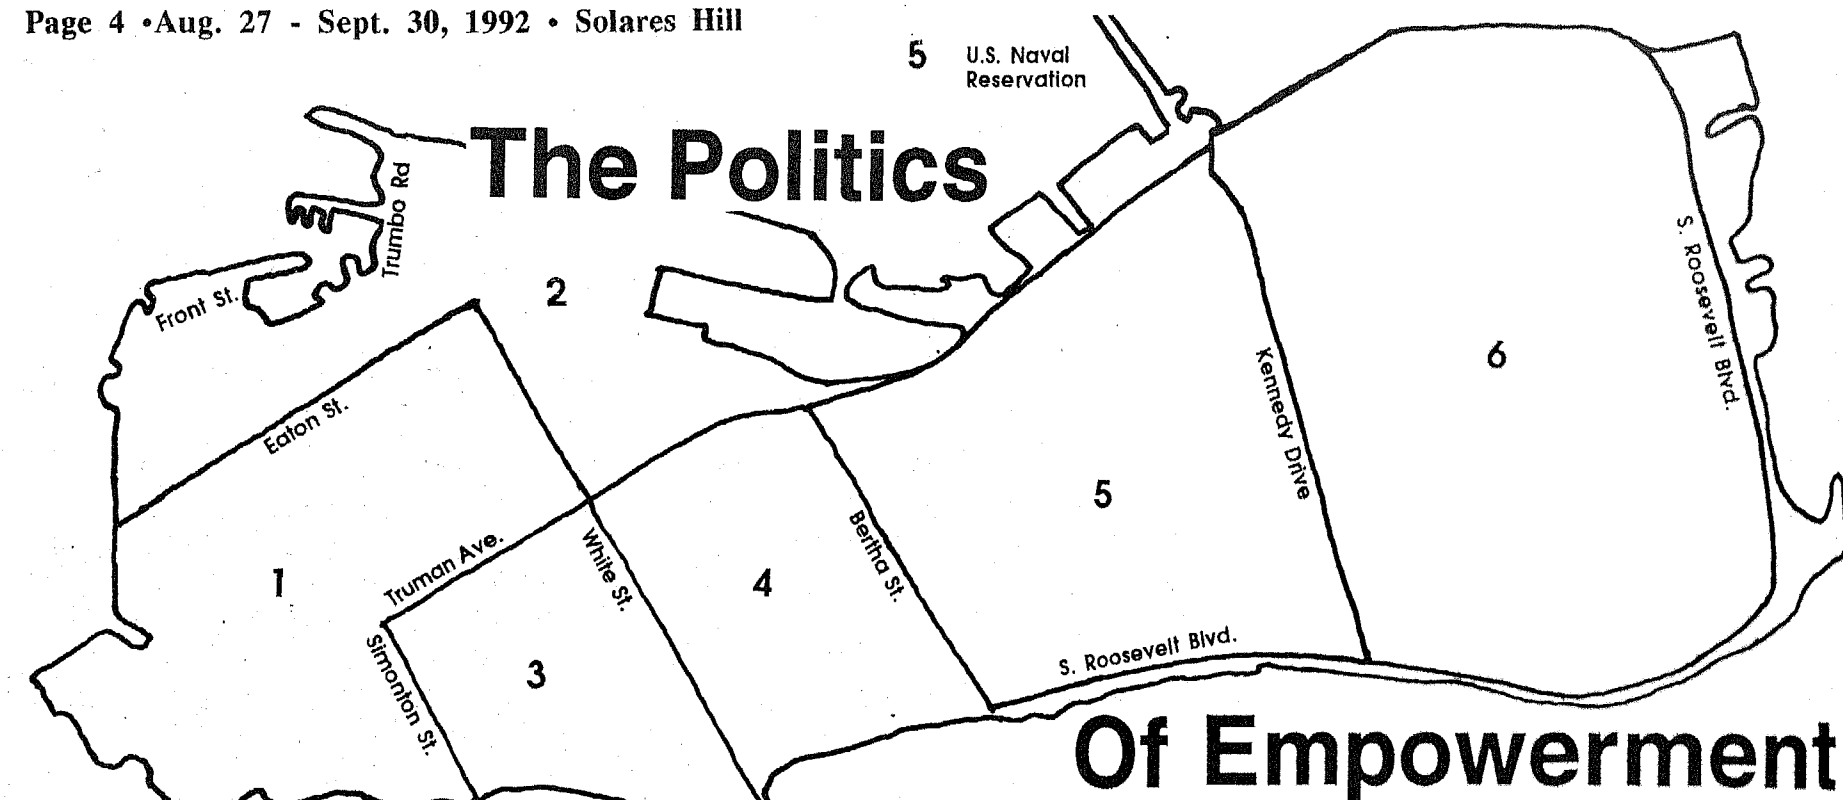 Page 4 •Aug. 27 - Sept. 30, 1992 • Solares Hill
5
U.S. Naval
Reservation
The Politics
Trumbo Rd
Front St.
2
S. Roosevelt Blvd.
6
Kennedy Drive
Eaton St.
5
Bertha St.
Truman Ave.
White St.
1
4
3
Simonton St.
S. Roosevelt Blvd.
Of Empowerment